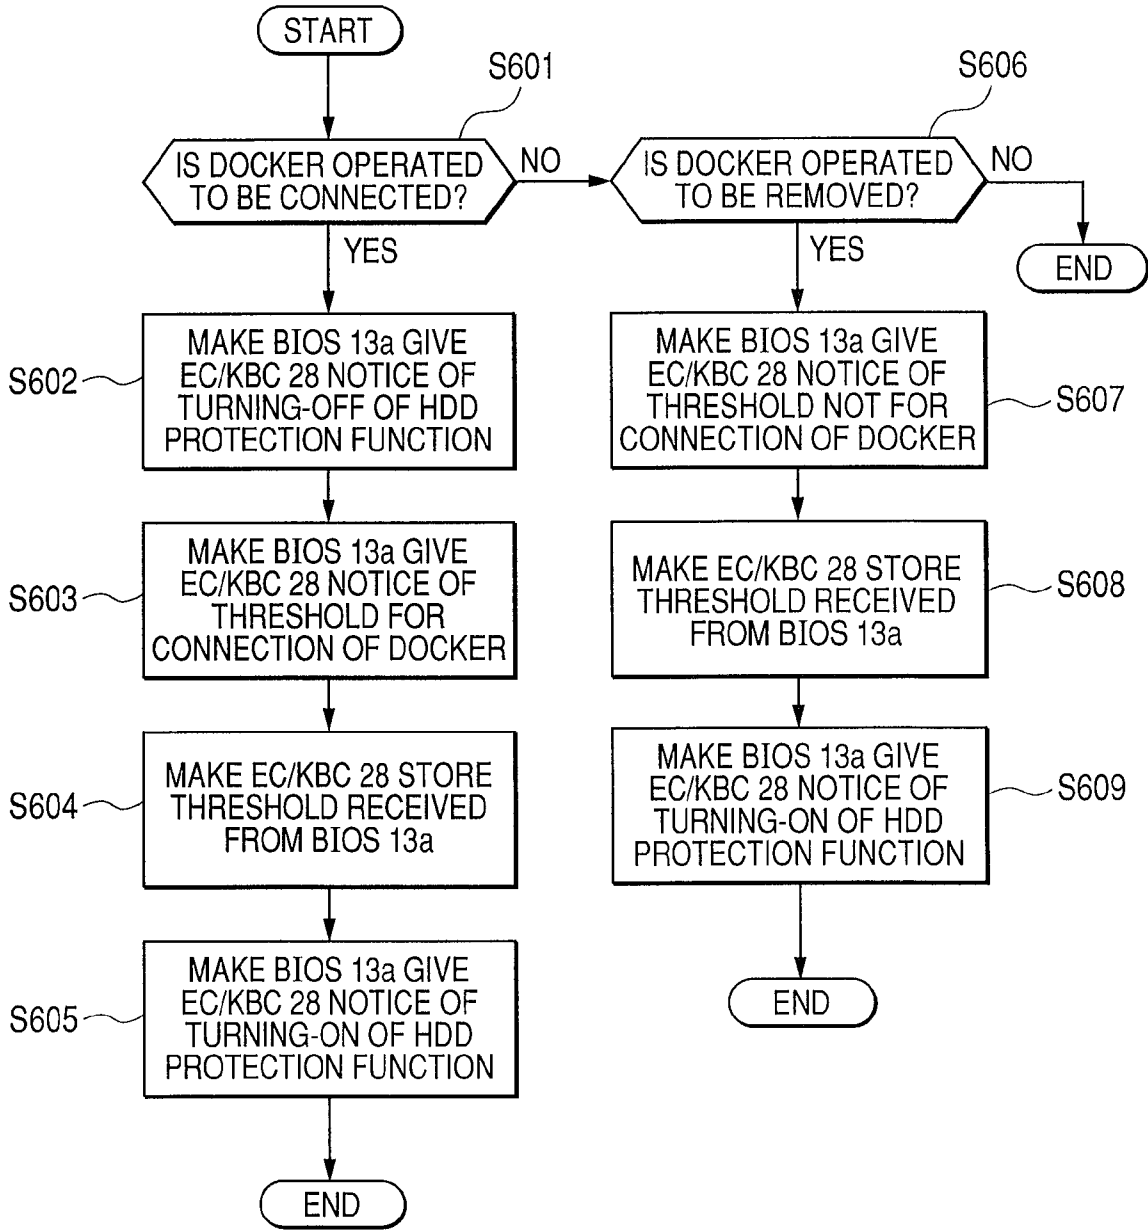 START
S601
IS DOCKER OPERATED
TO BE CONNECTED?
NO
YES
S602
MAKE BIOS 13a GIVE
EC/KBC 28 NOTICE OF
TURNING-OFF OF HDD
PROTECTION FUNCTION
S603
MAKE BIOS 13a GIVE
EC/KBC 28 NOTICE OF
THRESHOLD FOR
CONNECTION OF DOCKER
S604
MAKE EC/KBC 28 STORE
THRESHOLD RECEIVED
FROM BIOS 13a
S605
MAKE BIOS 13a GIVE
EC/KBC 28 NOTICE OF
TURNING-ON OF HDD
PROTECTION FUNCTION
END
S606
IS DOCKER OPERATED
TO BE REMOVED?
NO
END
YES
MAKE BIOS 13a GIVE
EC/KBC 28 NOTICE OF
THRESHOLD NOT FOR
CONNECTION OF DOCKER
S607
MAKE EC/KBC 28 STORE
THRESHOLD RECEIVED
FROM BIOS 13a
S608
MAKE BIOS 13a GIVE
EC/KBC 28 NOTICE OF
TURNING-ON OF HDD
PROTECTION FUNCTION
S609
END